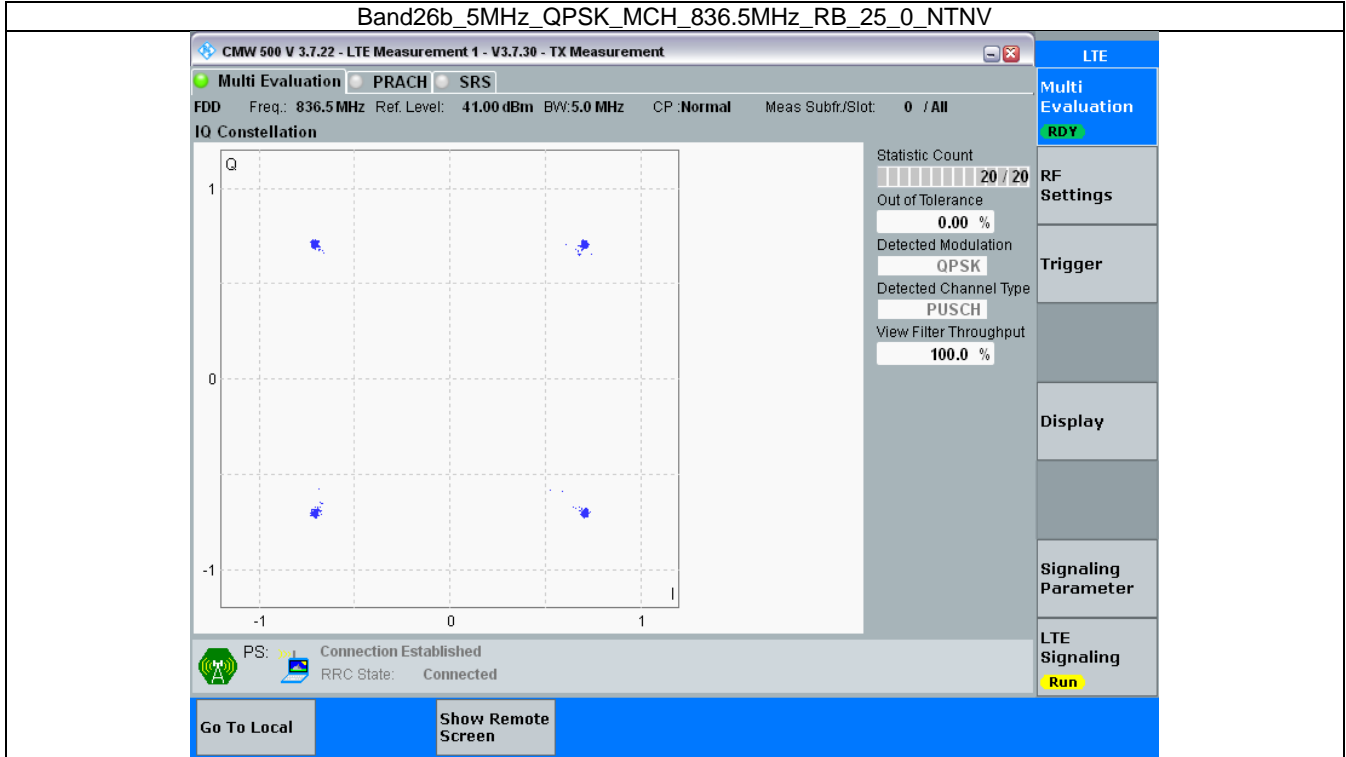 Band26b_5MHz_QPSK_MCH_836.5MHz_RB_25_0_NTNV
CMW 500 V 3.7.22 - LTE Measurement 1 - V3.7.30 - TX Measurement
LTE
Multi Evaluation PRACH SRS
Multi
Evaluation
RDY
FDD Freq.: 836.5 MHz Ref. Level: 41.00 dBm BW:5.0 MHz CP :Normal Meas Subfr./Slot: 0 / All
IQ Constellation
Q
1
0
-1
-1 0 1
I
Statistic Count
20 / 20
Out of Tolerance
0.00 %
Detected Modulation
QPSK
Detected Channel Type
PUSCH
View Filter Throughput
100.0 %
RF
Settings
Trigger
Display
Signaling
Parameter
LTE
Signaling
Run
PS: Connection Established
RRC State: Connected
Go To Local
Show Remote
Screen